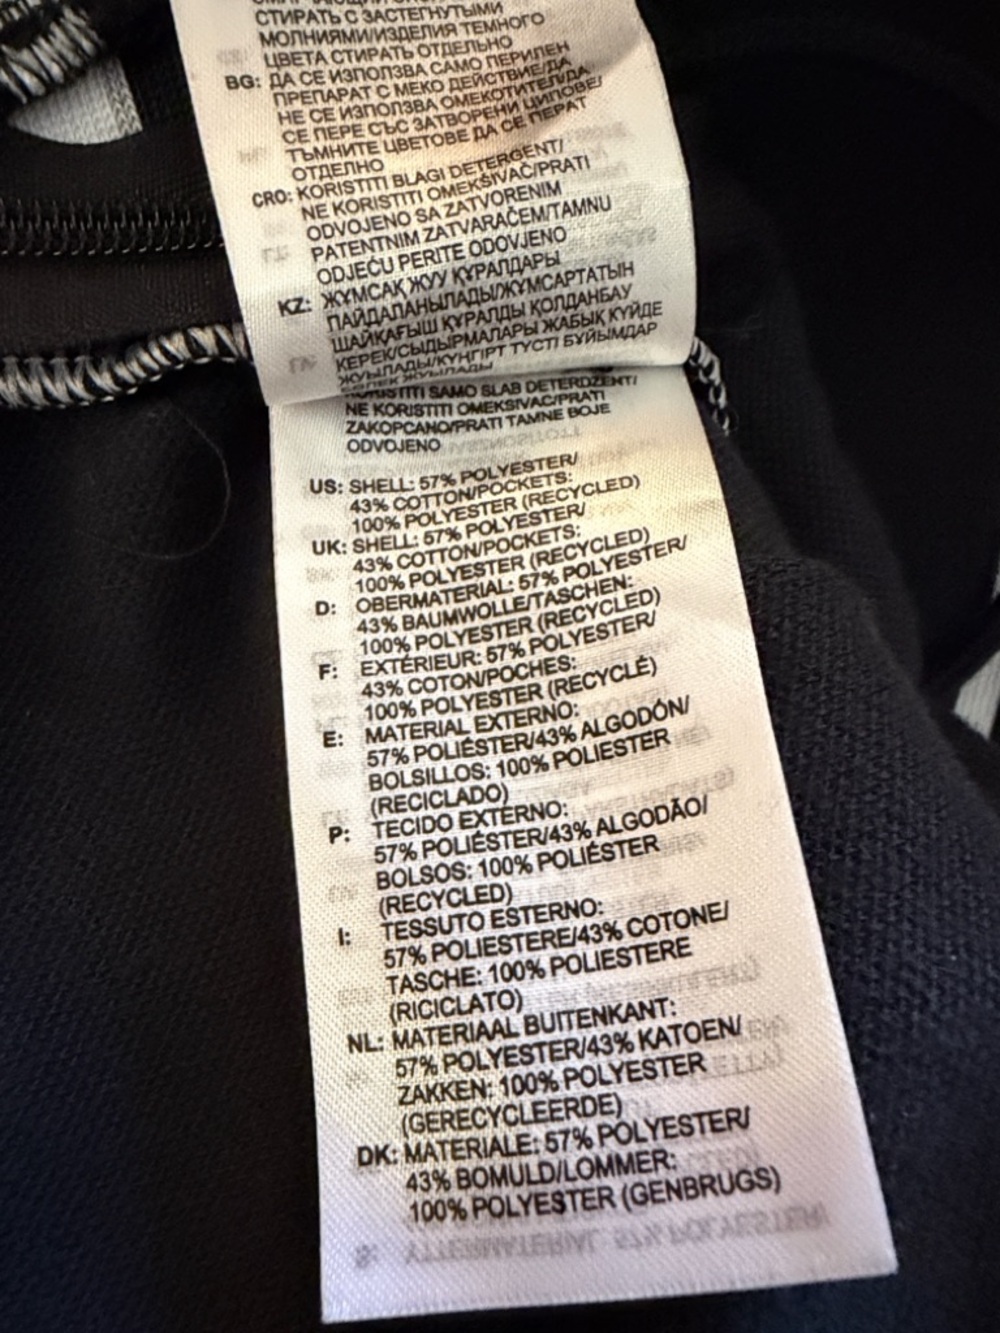 СТИРАТЬ С ЗАСТЕГНУТЫМИ
МОЛНИЯМИ/ИЗДЕЛИЯ ТЕМНОГО
ЦВЕТА СТИРАТЬ ОТДЕЛЬНО
BG: ДА СЕ ИЗПОЛЗВА САМО ПЕРИЛЕН
ПРЕПАРАТ С МЕКО ДЕЙСТВИЕ/ДА
НЕ СЕ ИЗПОЛЗВА ОМЕКОТИТЕЛ/ДА
СЕ ПЕРЕ СЪС ЗАТВОРЕНИ ЦИПОВЕ/
ТЪМНИТЕ ЦВЕТОВЕ ДА СЕ ПЕРАТ
ОТДЕЛНО
CRO: KORISTITI BLAGI DETERGENT/
NE KORISTITI OMEKŠIVAČ/PRATI
ODVOJENO SA ZATVORENIM
PATENTNIM ZATVARAČEM/TAMNU
ODJEĆU PERITE ODOVJENO
KZ: ЖҰМСАҚ ЖУУ ҚҰРАЛДАРЫ
ПАЙДАЛАНЫЛАДЫ/ЖҰМСАРТАТЫН
ШАЙҚАҒЫШ ҚҰРАЛДЫ ҚОЛДАНБАУ
КЕРЕК/СЫДЫРМАЛАРЫ ЖАБЫҚ КҮЙДЕ
ЖУЫЛАДЫ/КҮҢГІРТ ТҮСТІ БҰЙЫМДАР
БӨЛЕК ЖУЫЛАДЫ
KORISTITI SAMO SLAB DETERDZENT/
NE KORISTITI OMEKSIVAC/PRATI
ZAKOPCANO/PRATI TAMNE BOJE
ODVOJENO
US: SHELL: 57% POLYESTER/
43% COTTON/POCKETS:
100% POLYESTER (RECYCLED)
UK: SHELL: 57% POLYESTER/
43% COTTON/POCKETS:
100% POLYESTER (RECYCLED)
D: OBERMATERIAL: 57% POLYESTER/
43% BAUMWOLLE/TASCHEN:
100% POLYESTER (RECYCLED)
F: EXTÉRIEUR: 57% POLYESTER/
43% COTON/POCHES:
100% POLYESTER (RECYCLÉ)
E: MATERIAL EXTERNO:
57% POLIÉSTER/43% ALGODÓN/
BOLSILLOS: 100% POLIESTER
(RECICLADO)
P: TECIDO EXTERNO:
57% POLIÉSTER/43% ALGODÃO/
BOLSOS: 100% POLIÉSTER
(RECYCLED)
I: TESSUTO ESTERNO:
57% POLIESTERE/43% COTONE/
TASCHE: 100% POLIESTERE
(RICICLATO)
NL: MATERIAAL BUITENKANT:
57% POLYESTER/43% KATOEN/
ZAKKEN: 100% POLYESTER
(GERECYCLEERDE)
DK: MATERIALE: 57% POLYESTER/
43% BOMULD/LOMMER:
100% POLYESTER (GENBRUGS)